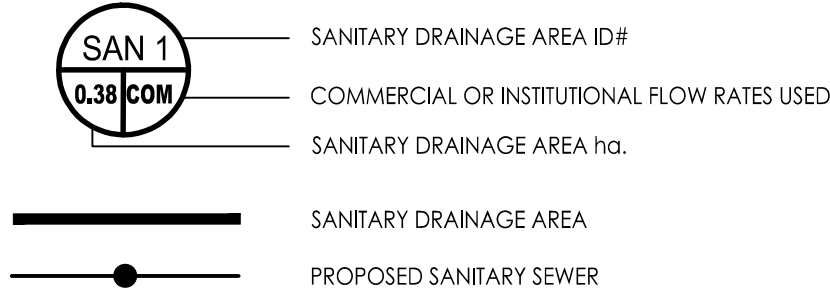 SAN 1
0.38 COM
SANITARY DRAINAGE AREA ID#
COMMERCIAL OR INSTITUTIONAL FLOW RATES USED
SANITARY DRAINAGE AREA ha.
SANITARY DRAINAGE AREA
PROPOSED SANITARY SEWER